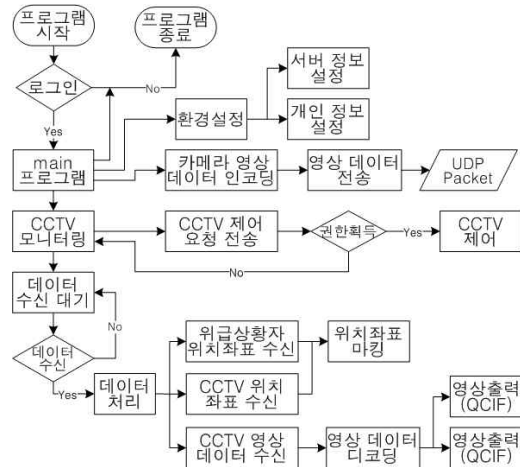 프로그램
시작
프로그램
종료
로그인
No
Yes
서버 정보
설정
환경설정
개인 정보
설정
main
프로그램
카메라 영상
데이터 인코딩
영상 데이터
전송
UDP
Packet
CCTV
모니터링
CCTV 제어
요청 전송
권한획득
Yes
CCTV
제어
No
데이터
수신 대기
No
데이터
수신
Yes
데이터
처리
위급상황자
위치좌표 수신
위치좌표
마킹
CCTV 위치
좌표 수신
CCTV 영상
데이터 수신
영상 데이터
디코딩
영상출력
(QCIF)
영상출력
(QCIF)